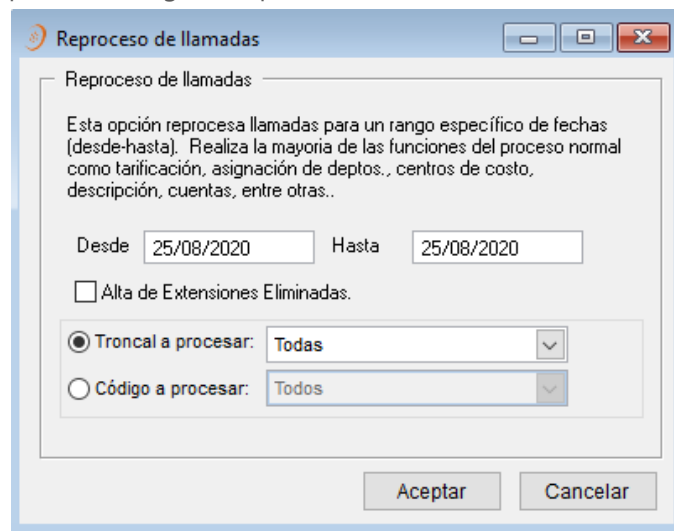 Reproceso de llamadas
Reproceso de llamadas
Esta opción reprocesa llamadas para un rango específico de fechas
(desde-hasta). Realiza la mayoria de las funciones del proceso normal
como tarificación, asignación de deptos., centros de costo,
descripción, cuentas, entre otras..
Desde 25/08/2020 Hasta 25/08/2020
Alta de Extensiones Eliminadas.
Troncal a procesar: Todas
Código a procesar: Todos
Aceptar Cancelar